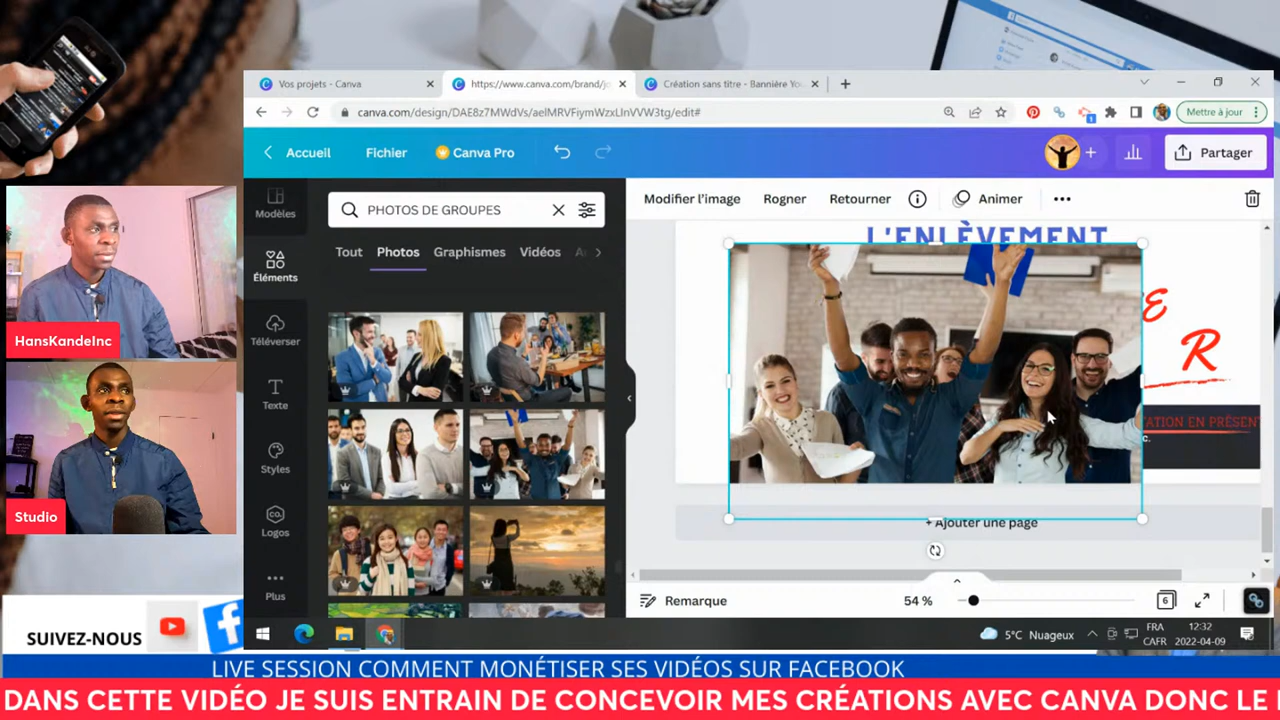 Vos projets - Canva
https://www.canva.com/brand/jo
Création sans titre - Bannière You
canva.com/design/DAE8z7MWdVs/aelMRVFiymWzxLlnVVW3tg/edit#
Mettre à jour
Accueil
Fichier
Canva Pro
Partager
Modèles
Éléments
Téléverser
Texte
Styles
co.
Logos
Plus
PHOTOS DE GROUPES
Tout
Photos
Graphismes
Vidéos
Modifier l'image
Rogner
Retourner
Animer
L'ENLÈVEMENT
E
R
TATION EN PRÉSENT
c.
+ Ajouter une page
Remarque
54 %
6
5°C Nuageux
FRA
CAFR
12:32
2022-04-09
HansKandeInc
Studio
SUIVEZ-NOUS
LIVE SESSION COMMENT MONÉTISER SES VIDÉOS SUR FACEBOOK
DANS CETTE VIDÉO JE SUIS ENTRAIN DE CONCEVOIR MES CRÉATIONS AVEC CANVA DONC LE